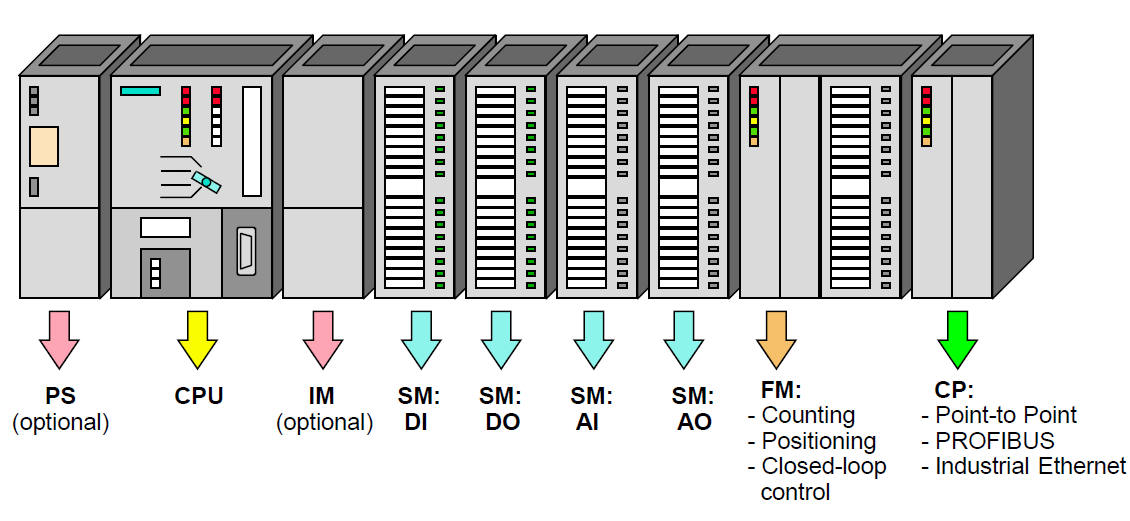 PS
(optional)
CPU
IM
(optional)
SM:
DI
SM:
DO
SM:
AI
SM:
AO
FM:
- Counting
- Positioning
- Closed-loop
control
CP:
- Point-to Point
- PROFIBUS
- Industrial Ethernet